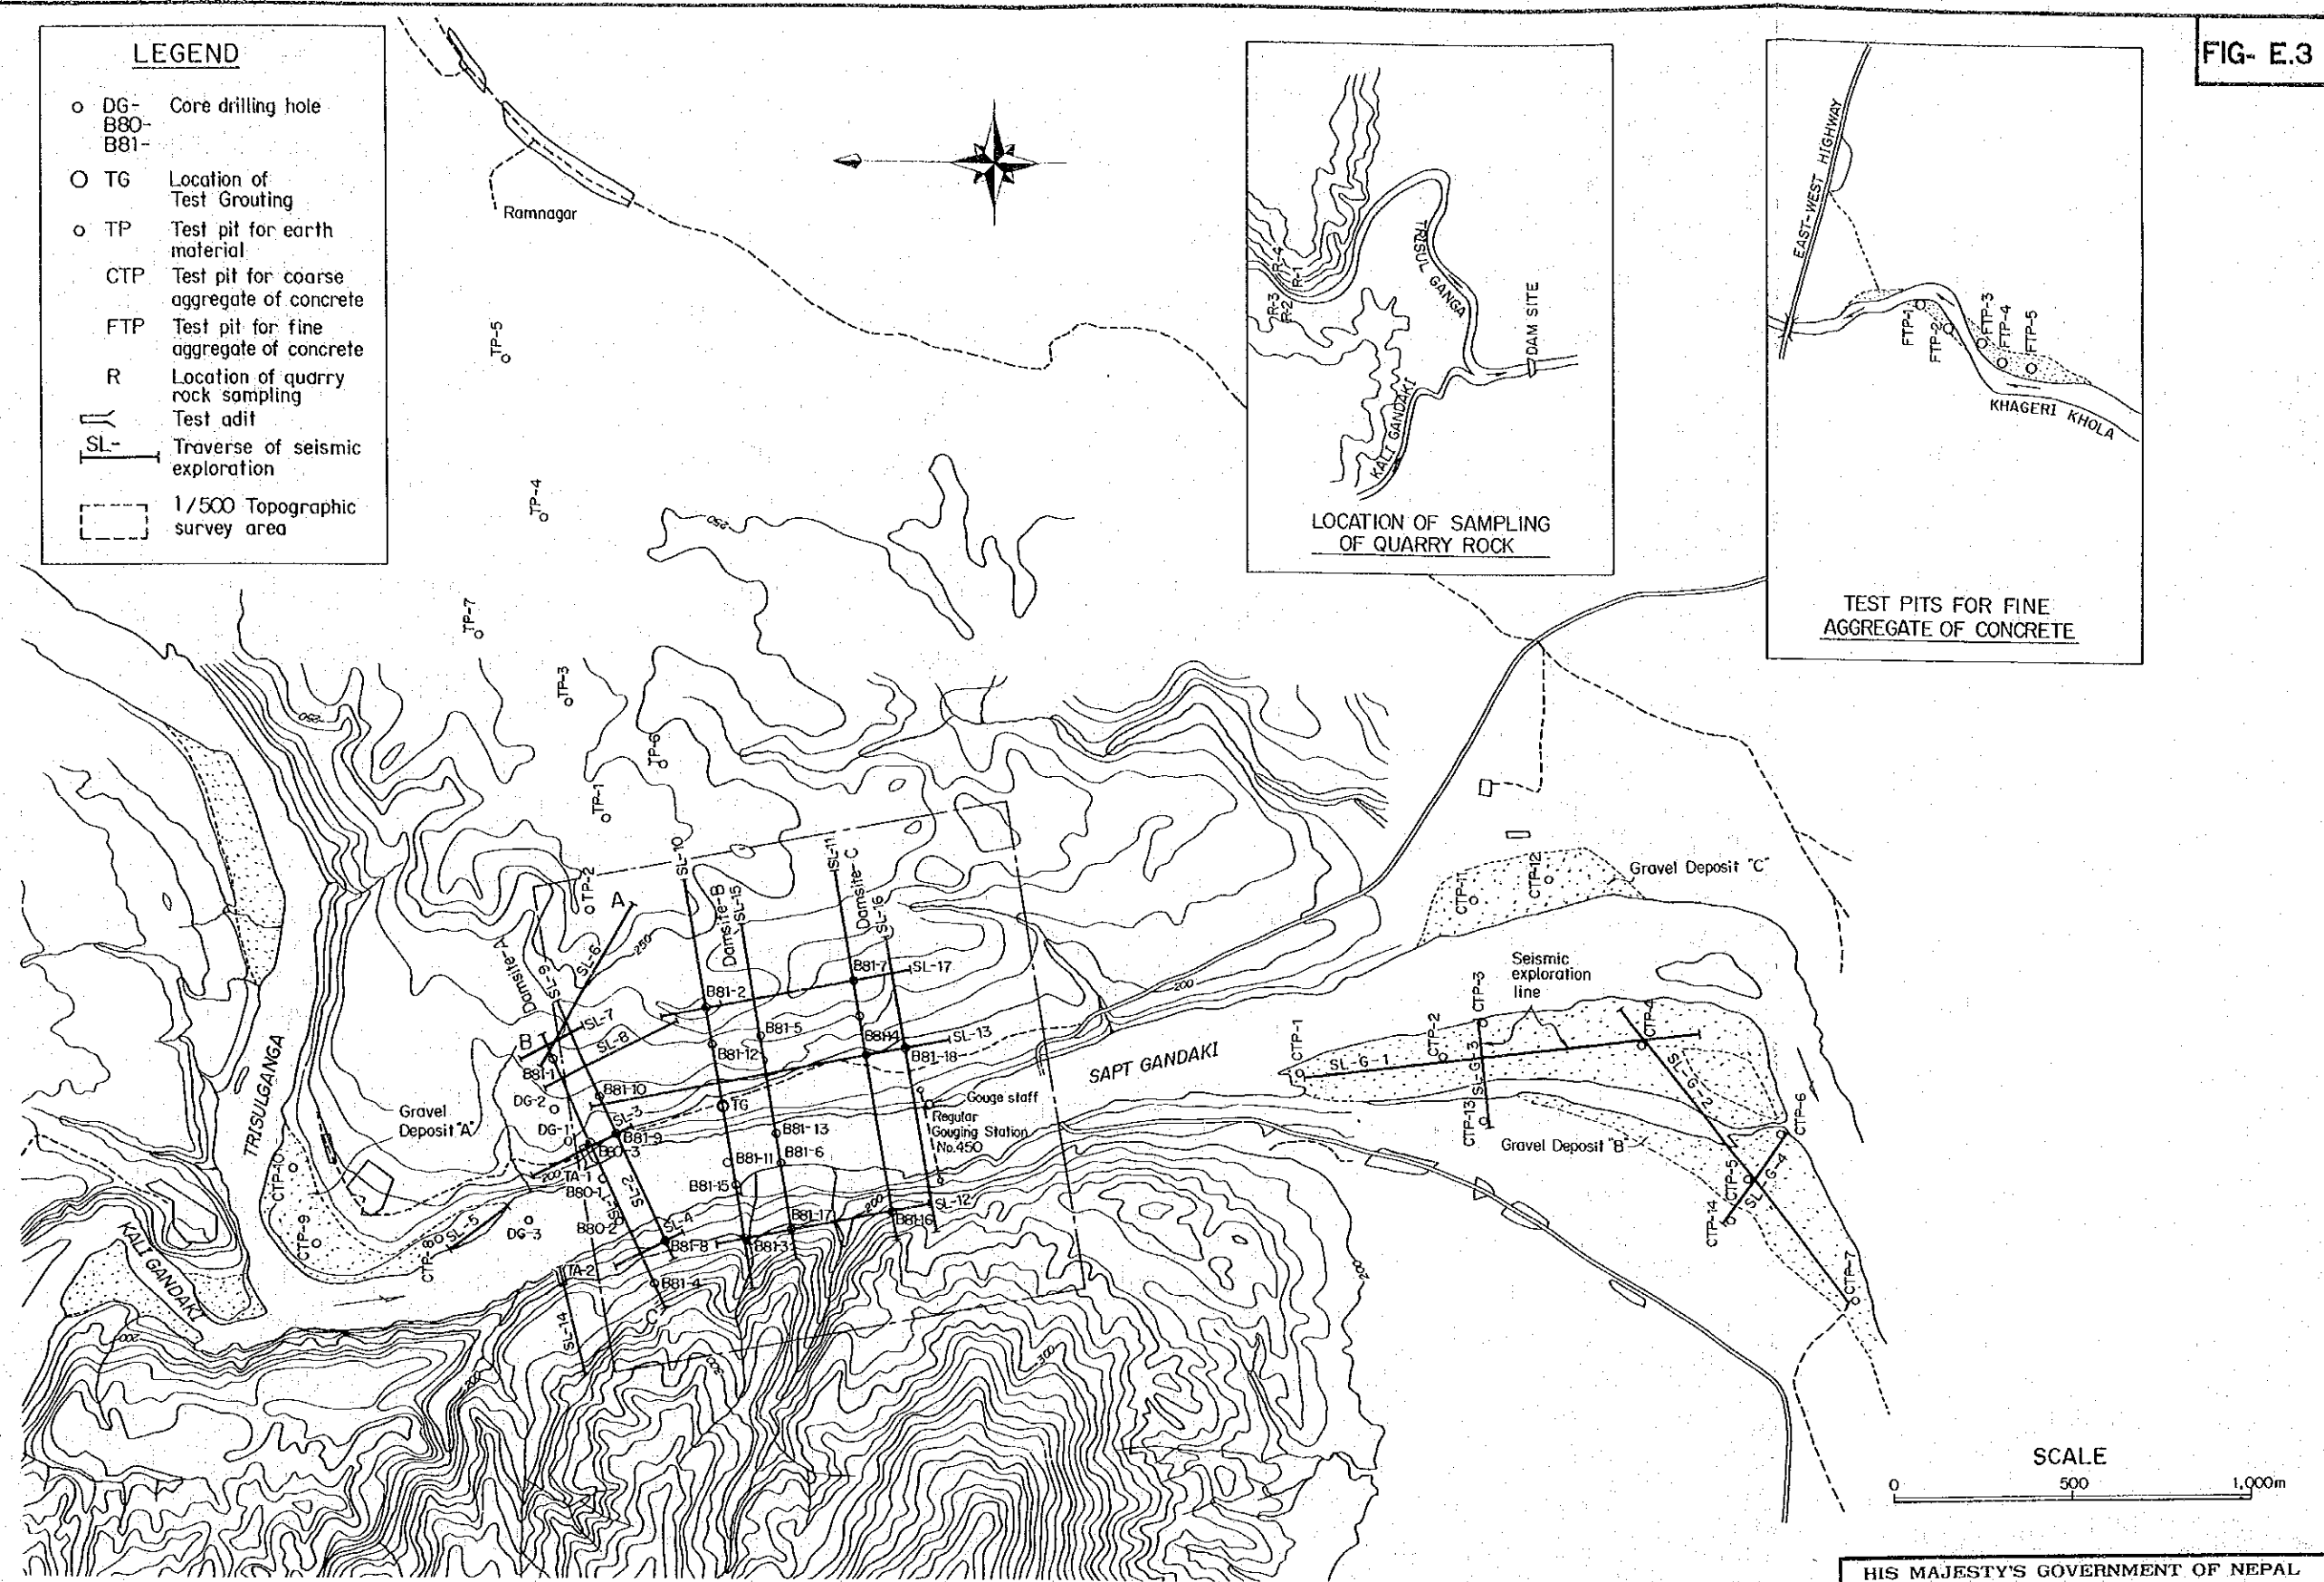 FIG- E.3
LEGEND
DG- Core drilling hole
B80-
B81-
TG Location of
Test Grouting
TP Test pit for earth
material
CTP Test pit for coarse
aggregate of concrete
FTP Test pit for fine
aggregate of concrete
R Location of quarry
rock sampling
Test adit
SL- Traverse of seismic
exploration
1/500 Topographic
survey area
Ramnagar
R-4
R-1
R-3
R-2
TRISUL GANGA
DAM SITE
KALI GANDAKI
LOCATION OF SAMPLING
OF QUARRY ROCK
EAST-WEST HIGHWAY
FTP-1
FTP-2
FTP-3
FTP-4
FTP-5
KHAGERI KHOLA
TEST PITS FOR FINE
AGGREGATE OF CONCRETE
TP-5
TP-4
250
TP-7
TP-3
250
TP-6
TP-1
TP-2
A
SL-10
Damsite-B
SL-15
SL-11
Damsite-C
SL-16
Damsite-A
SL-9
SL-6
250
B81-7
SL-17
B81-2
B
SL-7
SL-8
B81-5
B81-12
B81-14
SL-13
B81-18
B81-1
B81-10
DG-2
SL-3
TG
Gouge staff
Regular
Gouging Station
No.450
DG-1
B81-9
B80-3
B81-13
B81-11
B81-6
200
TA-1
B80-1
SL-1
SL-2
B81-15
SL-12
B80-2
SL-4
B81-17
200
B81-16
SL-5
DG-3
B81-8
B81-3
TA-2
B81-4
C
SL-14
200
300
300
200
200
TRISULGANGA
Gravel
Deposit "A"
CTP-10
CTP-9
CTP-8
KALI GANDAKI
SAPT GANDAKI
200
CTP-11
CTP-12
Gravel Deposit "C"
Seismic
exploration
line
CTP-1
CTP-2
CTP-3
CTP-4
SL-G-1
SL-G-3
SL-G-2
CTP-13
CTP-6
Gravel Deposit "B"
CTP-5
SL-G-4
CTP-14
CTP-7
SCALE
0 500 1,000m
HIS MAJESTY'S GOVERNMENT OF NEPAL